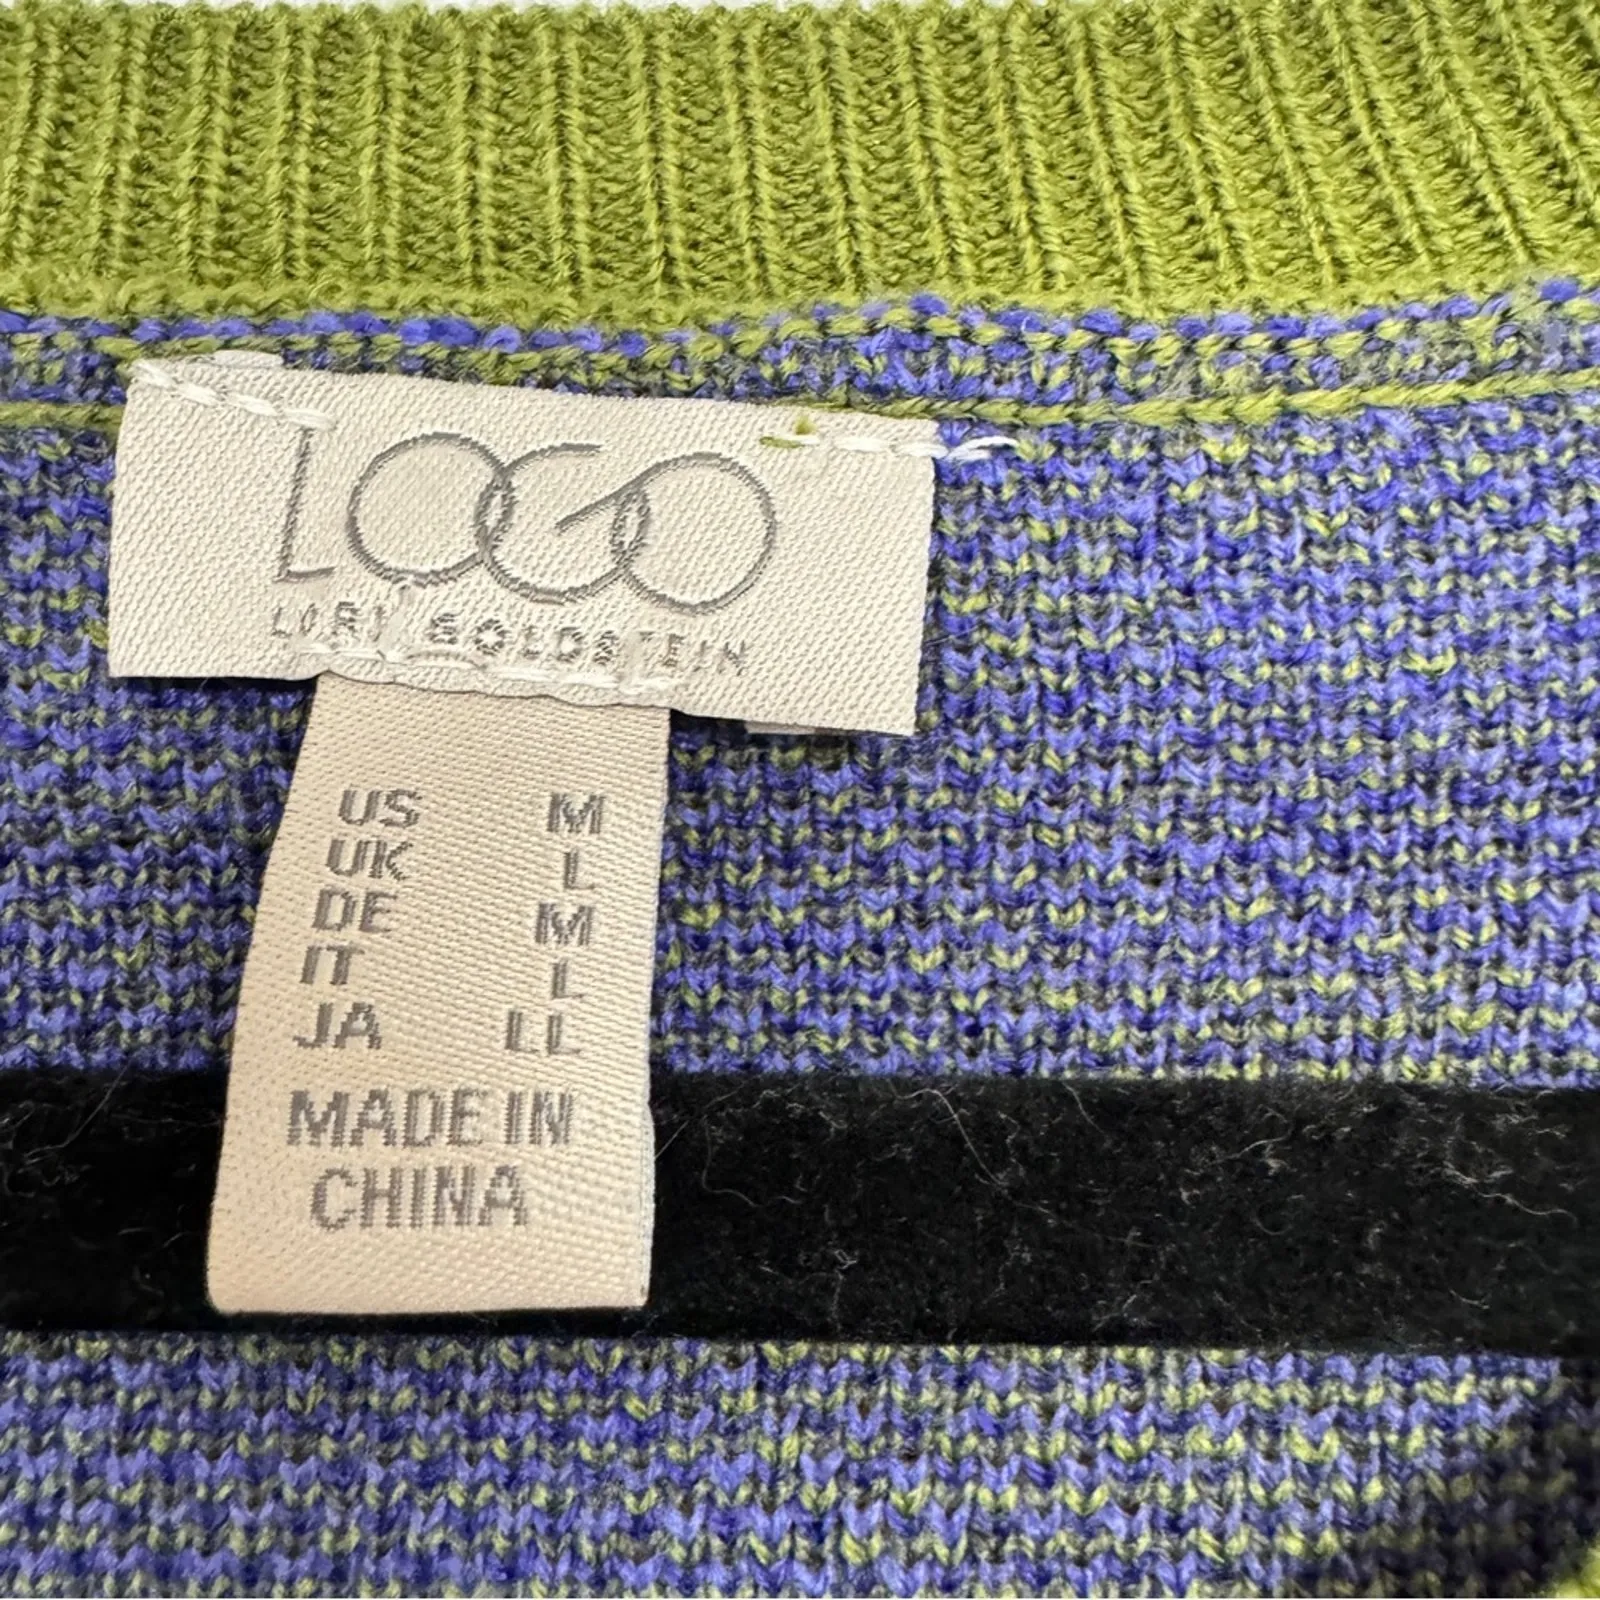 LOGO
LORI GOLDSTEIN
US M
UK L
DE M
IT L
JA LL
MADE IN
CHINA